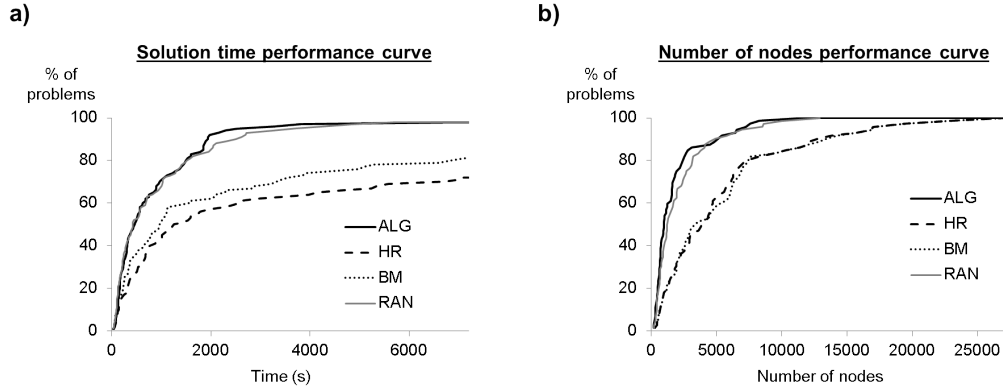 a)
Solution time performance curve
% of
problems
100
80
60
40
20
0
0 2000 4000 6000
Time (s)
ALG
HR
BM
RAN
b)
Number of nodes performance curve
% of
problems
100
80
60
40
20
0
0 5000 10000 15000 20000 25000
Number of nodes
ALG
HR
BM
RAN